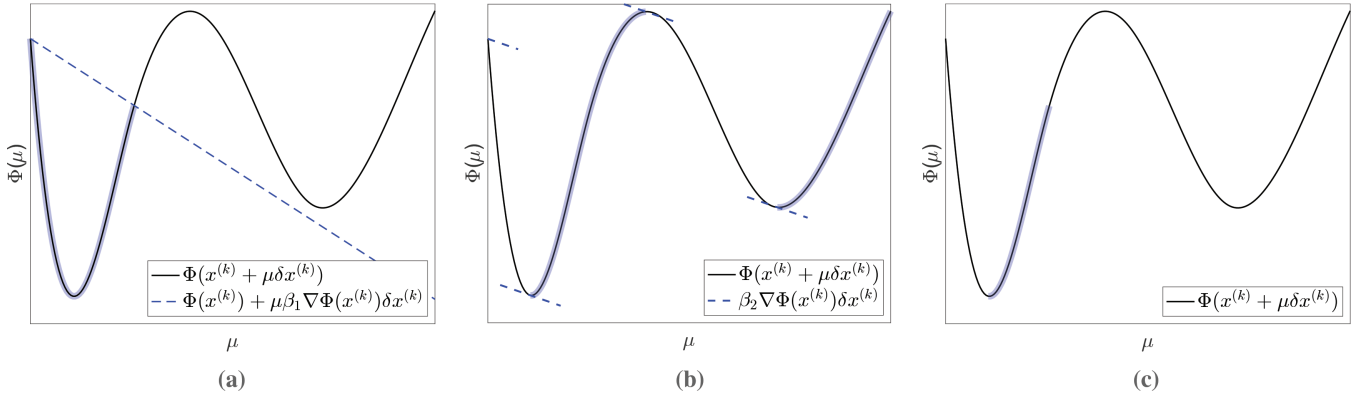 Φ(μ)
Φ(x^(k) + μδx^(k))
Φ(x^(k)) + μβ₁∇Φ(x^(k))δx^(k)
μ
(a)
Φ(μ)
Φ(x^(k) + μδx^(k))
β₂∇Φ(x^(k))δx^(k)
μ
(b)
Φ(μ)
Φ(x^(k) + μδx^(k))
μ
(c)